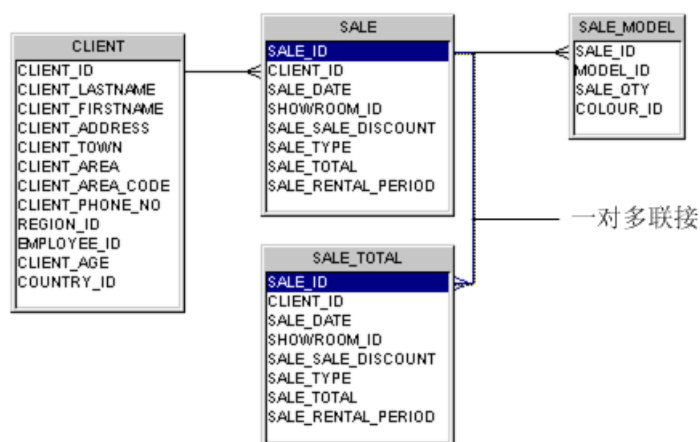 CLIENT
CLIENT_ID
CLIENT_LASTNAME
CLIENT_FIRSTNAME
CLIENT_ADDRESS
CLIENT_TOWN
CLIENT_AREA
CLIENT_AREA_CODE
CLIENT_PHONE_NO
REGION_ID
EMPLOYEE_ID
CLIENT_AGE
COUNTRY_ID
SALE
SALE_ID
CLIENT_ID
SALE_DATE
SHOWROOM_ID
SALE_SALE_DISCOUNT
SALE_TYPE
SALE_TOTAL
SALE_RENTAL_PERIOD
SALE_MODEL
SALE_ID
MODEL_ID
SALE_QTY
COLOUR_ID
一对多联接
SALE_TOTAL
SALE_ID
CLIENT_ID
SALE_DATE
SHOWROOM_ID
SALE_SALE_DISCOUNT
SALE_TYPE
SALE_TOTAL
SALE_RENTAL_PERIOD